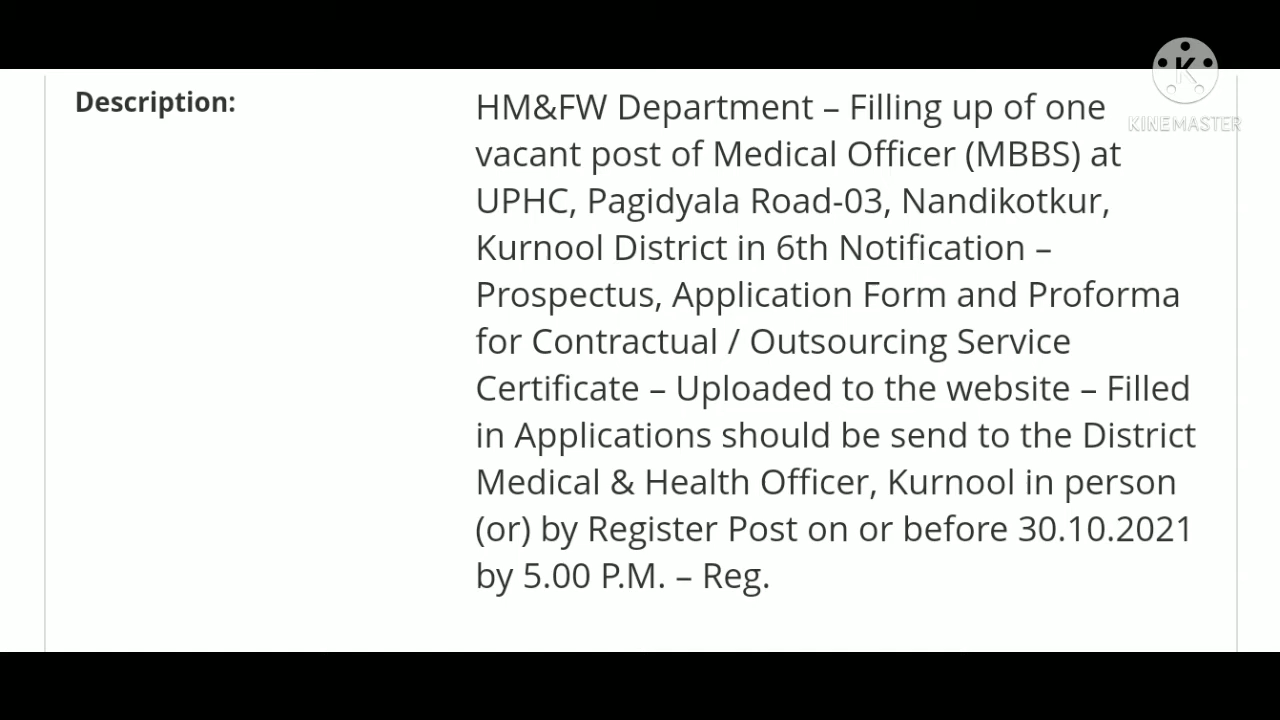 KINEMASTER
Description:
HM&FW Department – Filling up of one
vacant post of Medical Officer (MBBS) at
UPHC, Pagidyala Road-03, Nandikotkur,
Kurnool District in 6th Notification –
Prospectus, Application Form and Proforma
for Contractual / Outsourcing Service
Certificate – Uploaded to the website – Filled
in Applications should be send to the District
Medical & Health Officer, Kurnool in person
(or) by Register Post on or before 30.10.2021
by 5.00 P.M. – Reg.